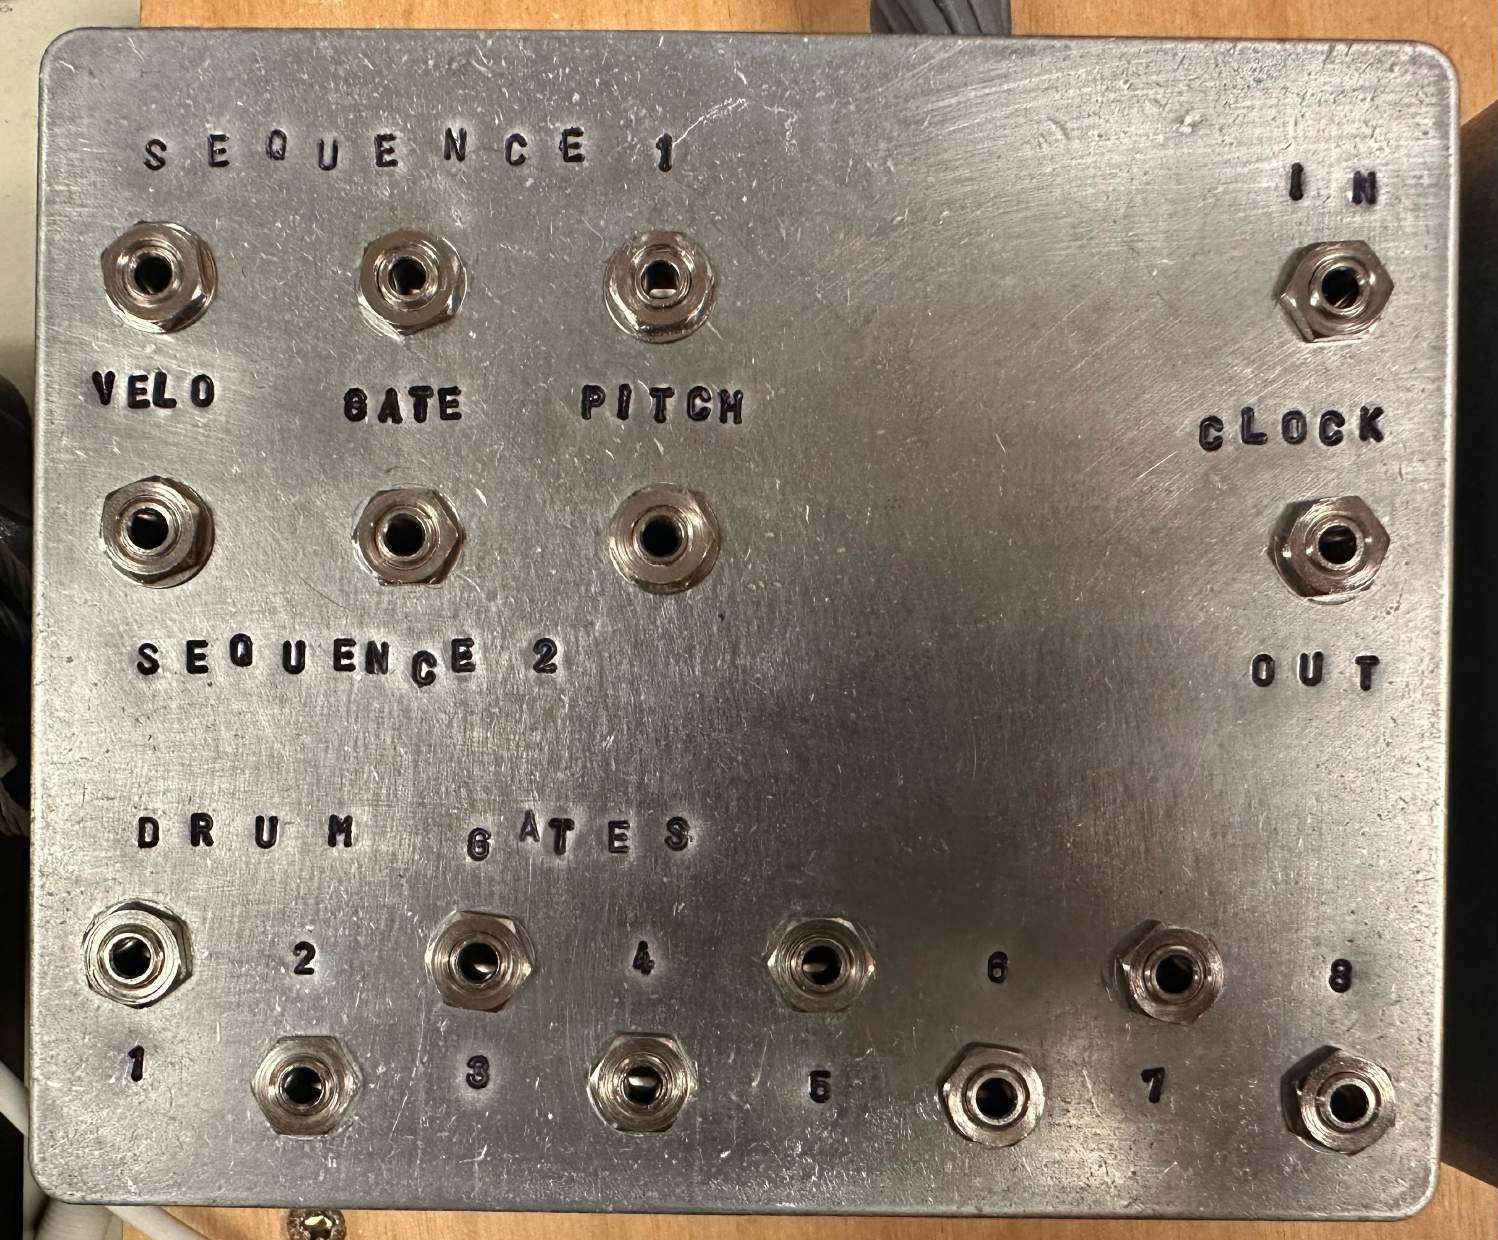 SEQUENCE 1
IN
VELO GATE PITCH
CLOCK
SEQUENCE 2
OUT
DRUM GATES
2 4 6 8
1 3 5 7